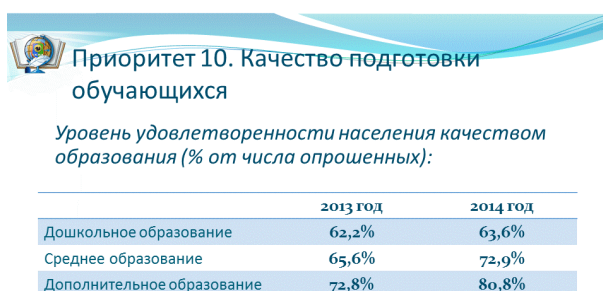 Приоритет 10. Качество подготовки
обучающихся
Уровень удовлетворенности населения качеством
образования (% от числа опрошенных):
2013 год 2014 год
Дошкольное образование 62,2% 63,6%
Среднее образование 65,6% 72,9%
Дополнительное образование 72,8% 80,8%